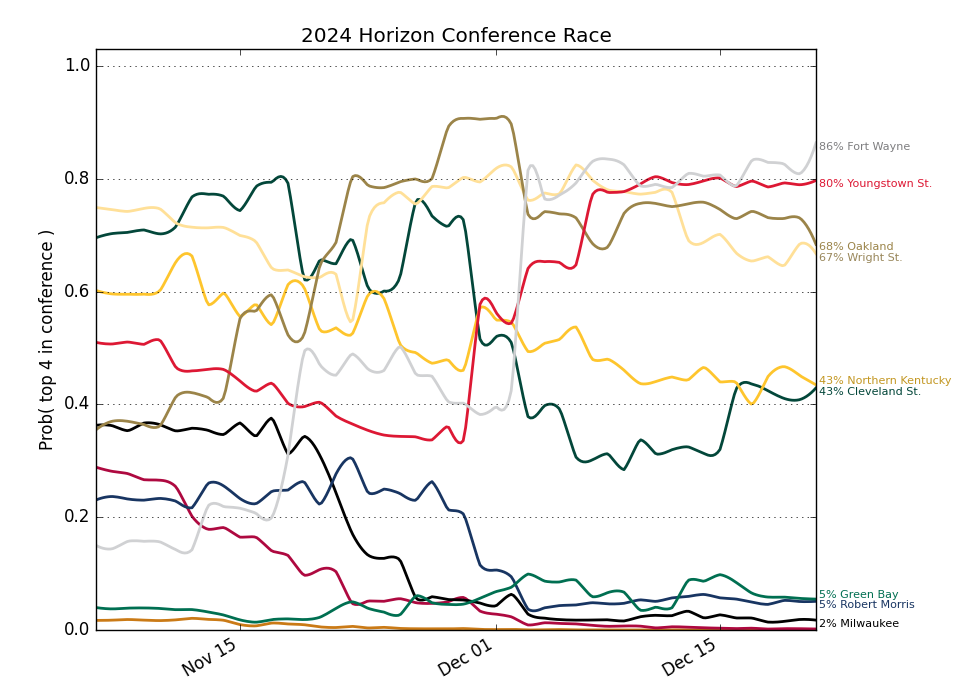 2024 Horizon Conference Race
Prob( top 4 in conference )
1.0
0.8
0.6
0.4
0.2
0.0
Nov 15
Dec 01
Dec 15
86% Fort Wayne
80% Youngstown St.
68% Oakland
67% Wright St.
43% Northern Kentucky
43% Cleveland St.
5% Green Bay
5% Robert Morris
2% Milwaukee